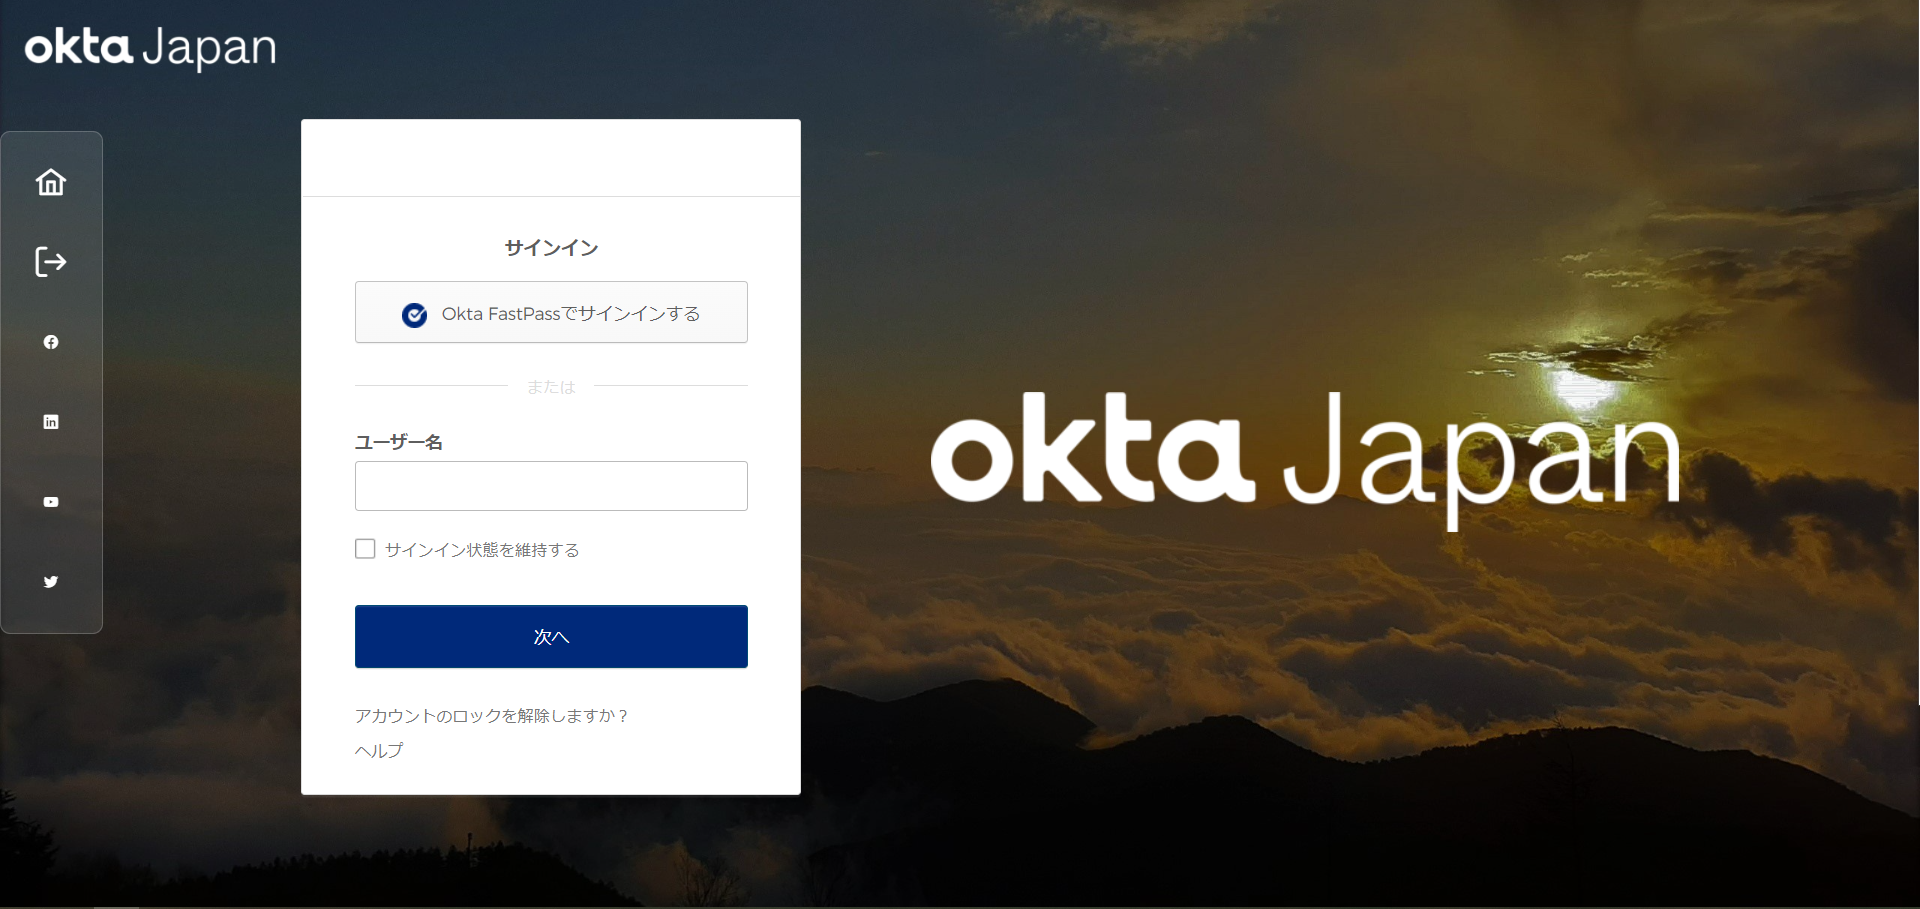 okta Japan
サインイン
Okta FastPassでサインインする
または
ユーザー名
サインイン状態を維持する
次へ
アカウントのロックを解除しますか？
ヘルプ
okta Japan